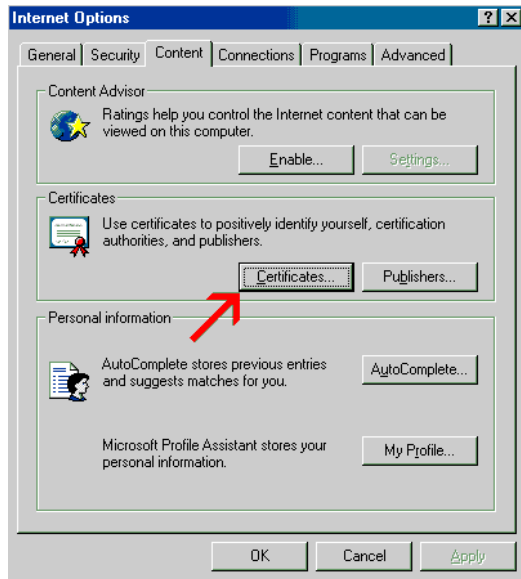 Internet Options
General Security Content Connections Programs Advanced
Content Advisor
Ratings help you control the Internet content that can be
viewed on this computer.
Enable... Settings...
Certificates
Use certificates to positively identify yourself, certification
authorities, and publishers.
Certificates... Publishers...
Personal information
AutoComplete stores previous entries
and suggests matches for you.
AutoComplete...
Microsoft Profile Assistant stores your
personal information.
My Profile...
OK Cancel Apply